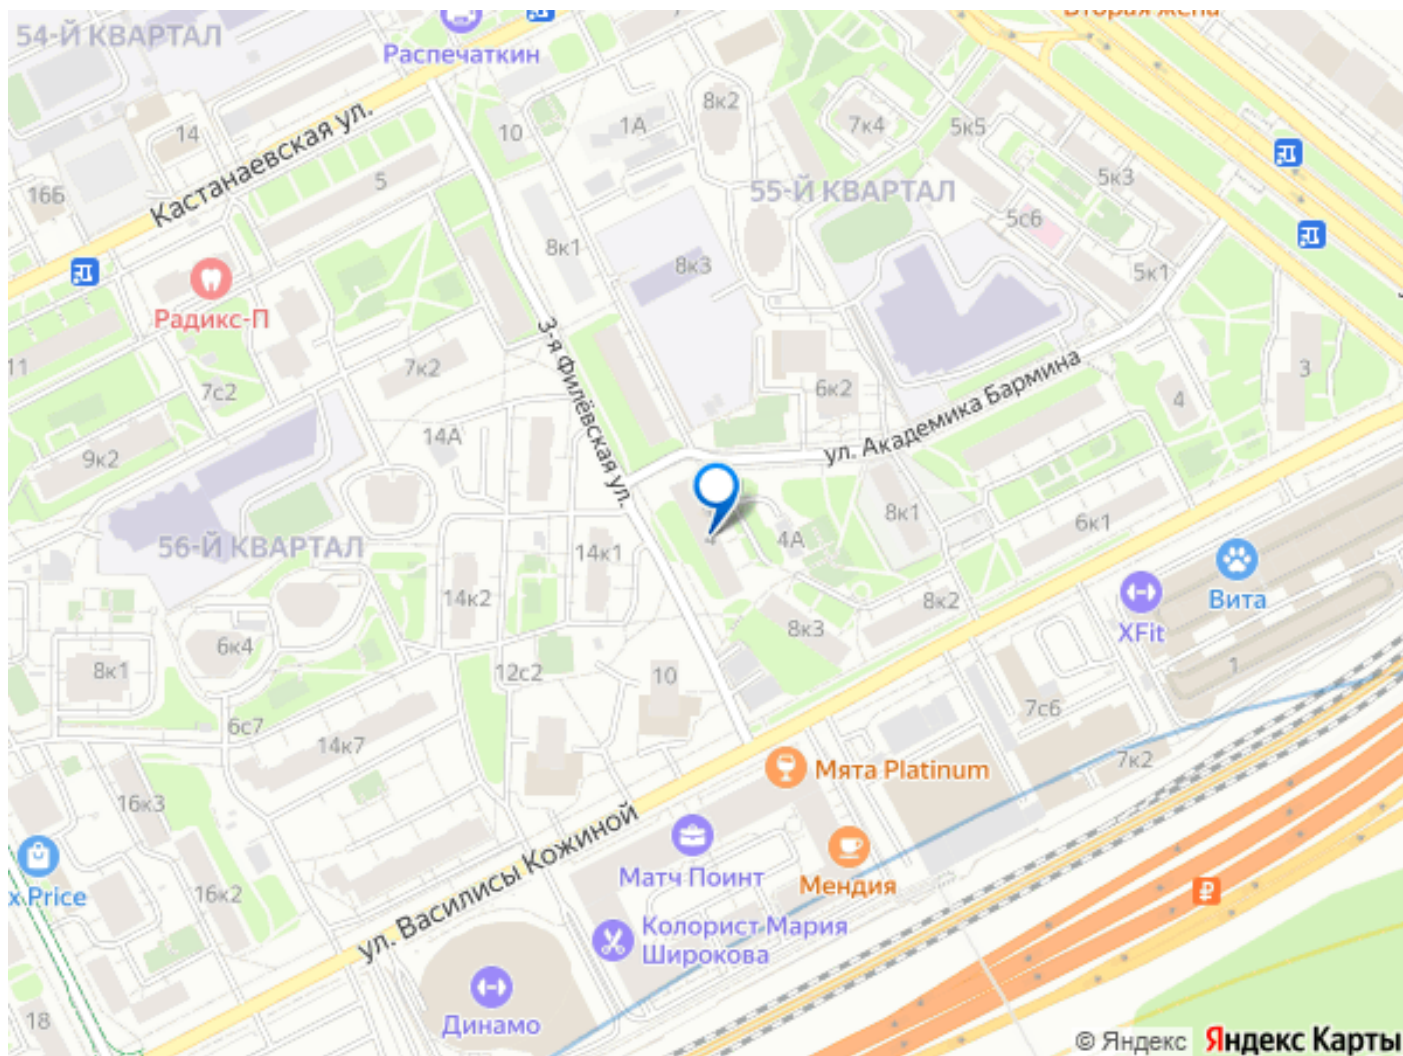 Вторая жена
54-Й КВАРТАЛ
Распечаткин
14
Кастанаевская ул.
10
1А
8к2
7к4
5к5
5
16Б
55-Й КВАРТАЛ
5к3
5с6
8к1
8к3
5к1
Радикс-П
3-я Филёвская ул.
11
7с2
7к2
6к2
ул. Академика Бармина
4
3
14А
9к2
8к1
6к1
56-Й КВАРТАЛ
14к1
4
4А
14к2
8к2
Вита
XFit
6к4
8к3
8к1
12с2
10
1
6с7
7с6
14к7
7к2
Мята Platinum
16к3
ул. Василисы Кожиной
Матч Поинт
Мендия
x Price
16к2
Колорист Мария
Широкова
18
Динамо
© Яндекс Яндекс Карты